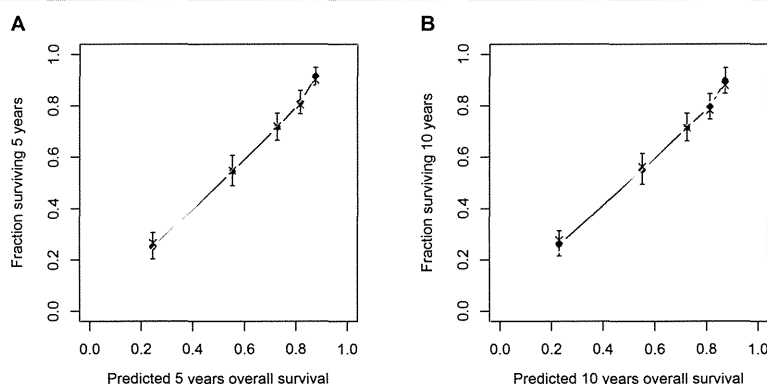 A
Fraction surviving 5 years
1.0
0.8
0.6
0.4
0.2
0.0
0.0 0.2 0.4 0.6 0.8 1.0
Predicted 5 years overall survival
B
Fraction surviving 10 years
1.0
0.8
0.6
0.4
0.2
0.0
0.0 0.2 0.4 0.6 0.8 1.0
Predicted 10 years overall survival